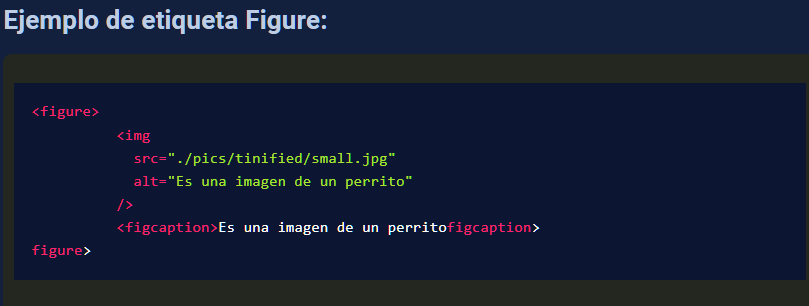 Ejemplo de etiqueta Figure:
<figure>
<img
src="./pics/tinified/small.jpg"
alt="Es una imagen de un perrito"
/>
<figcaption>Es una imagen de un perritofigcaption>
figure>